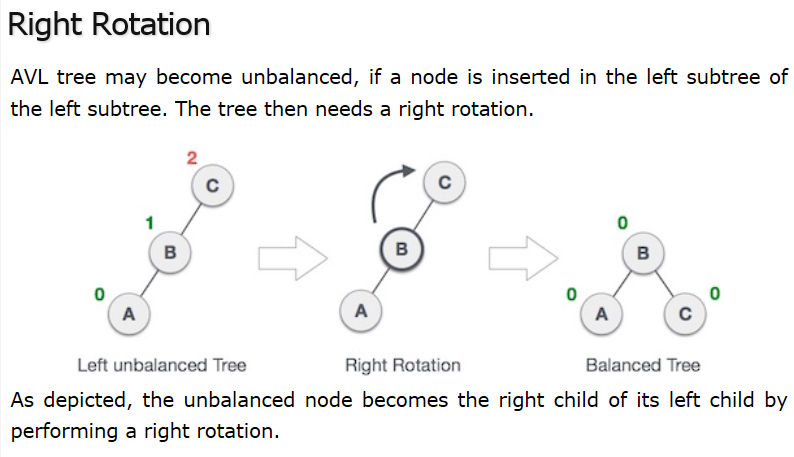 Right Rotation
AVL tree may become unbalanced, if a node is inserted in the left subtree of
the left subtree. The tree then needs a right rotation.
2
C
1
B
0
A
C
B
A
0
B
0
A
0
C
Left unbalanced Tree
Right Rotation
Balanced Tree
As depicted, the unbalanced node becomes the right child of its left child by
performing a right rotation.